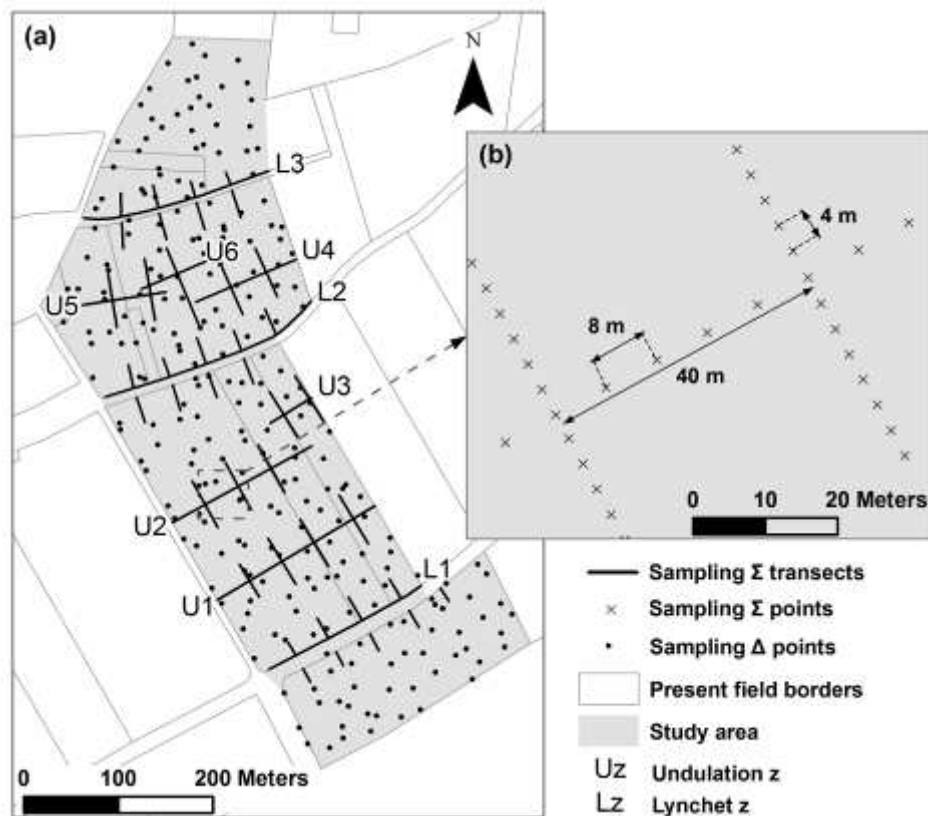 (a)
N
L3
U6
U4
U5
L2
U3
U2
L1
U1
0 100 200 Meters
(b)
4 m
8 m
40 m
0 10 20 Meters
Sampling Σ transects
Sampling Σ points
Sampling Δ points
Present field borders
Study area
Uz Undulation z
Lz Lynchet z